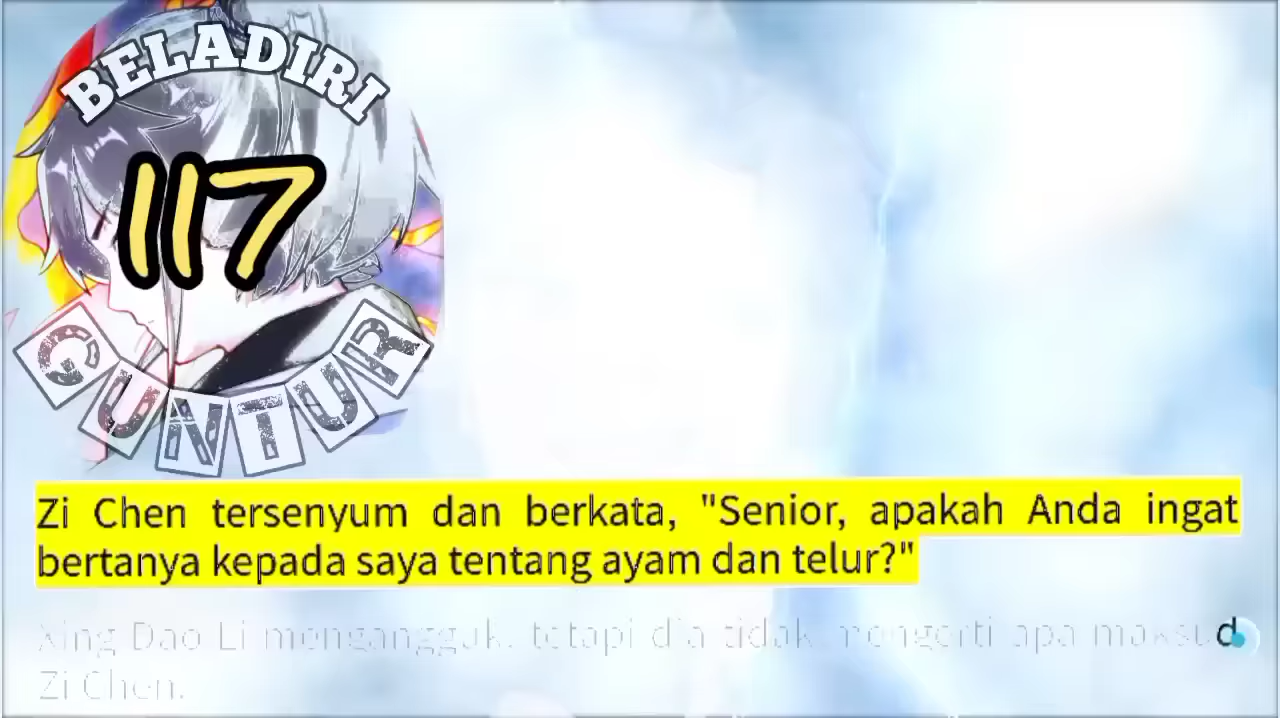 BELADIRI
117
GUNTUR
Zi Chen tersenyum dan berkata, "Senior, apakah Anda ingat
bertanya kepada saya tentang ayam dan telur?"
Xing Dao Li mengangguk, tetapi dia tidak mengerti apa maksud
Zi Chen.